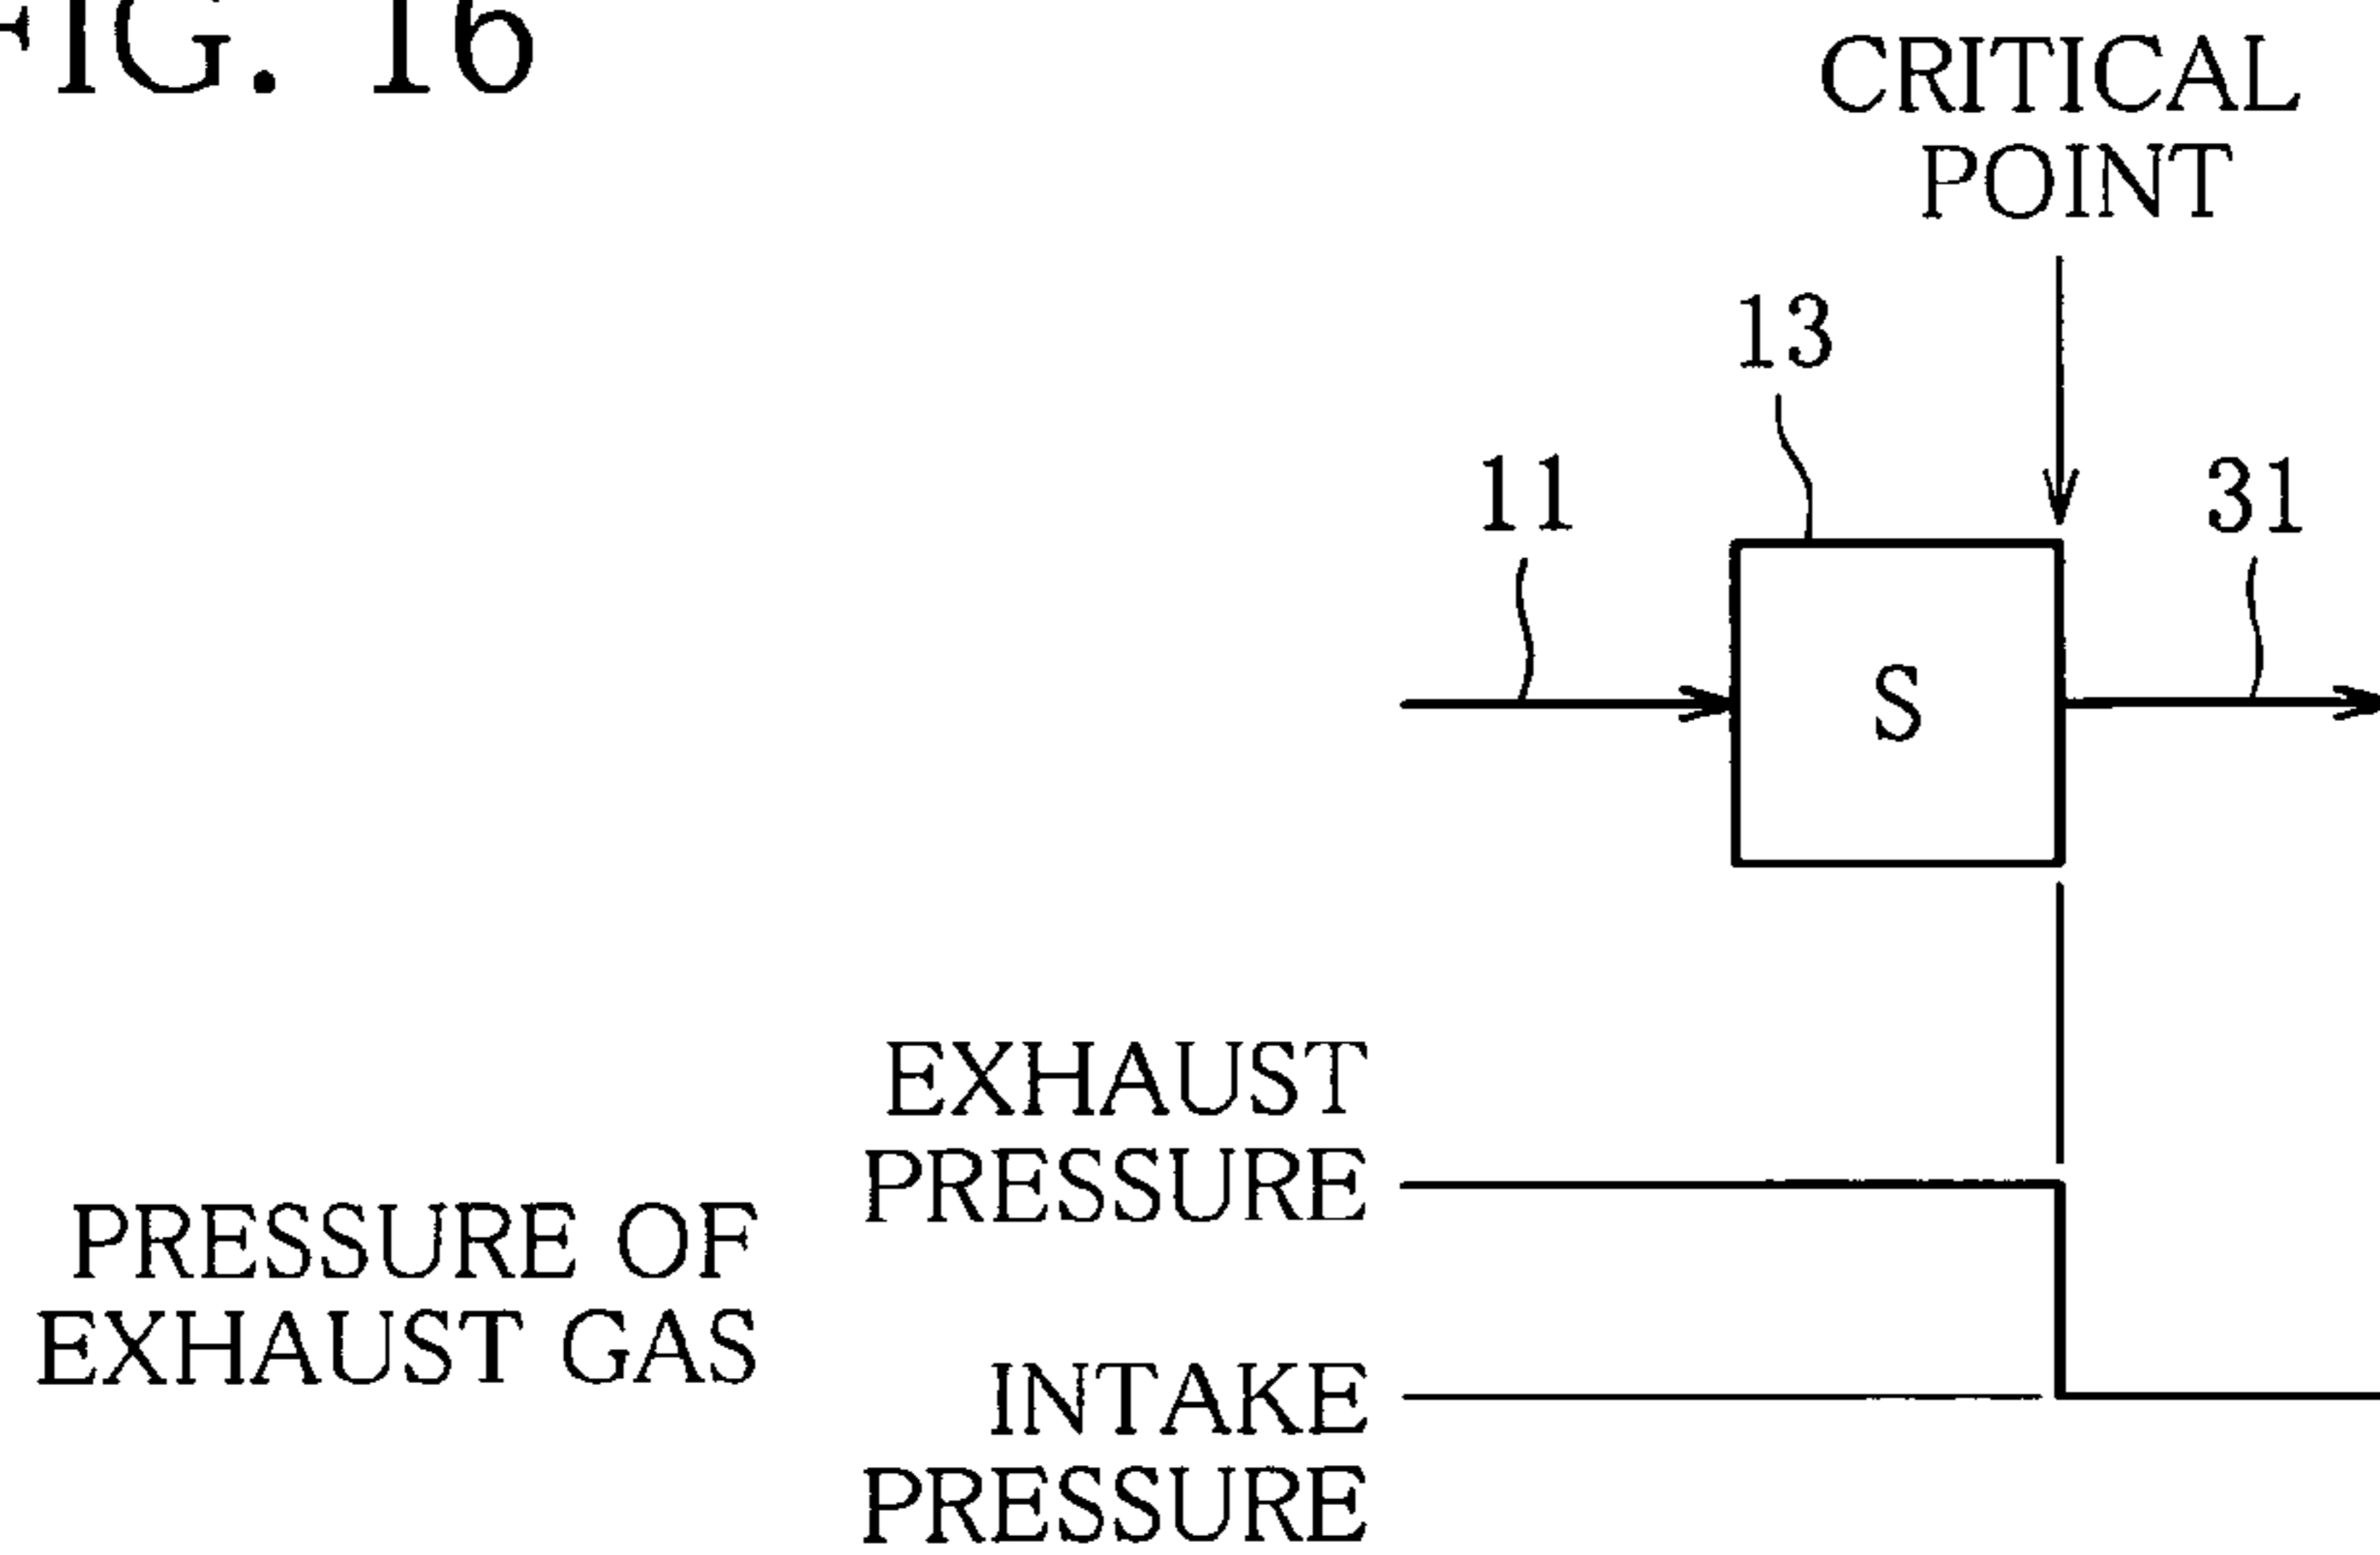 FIG. 16
CRITICAL
POINT
13
11
31
S
EXHAUST
PRESSURE
PRESSURE OF
EXHAUST GAS
INTAKE
PRESSURE